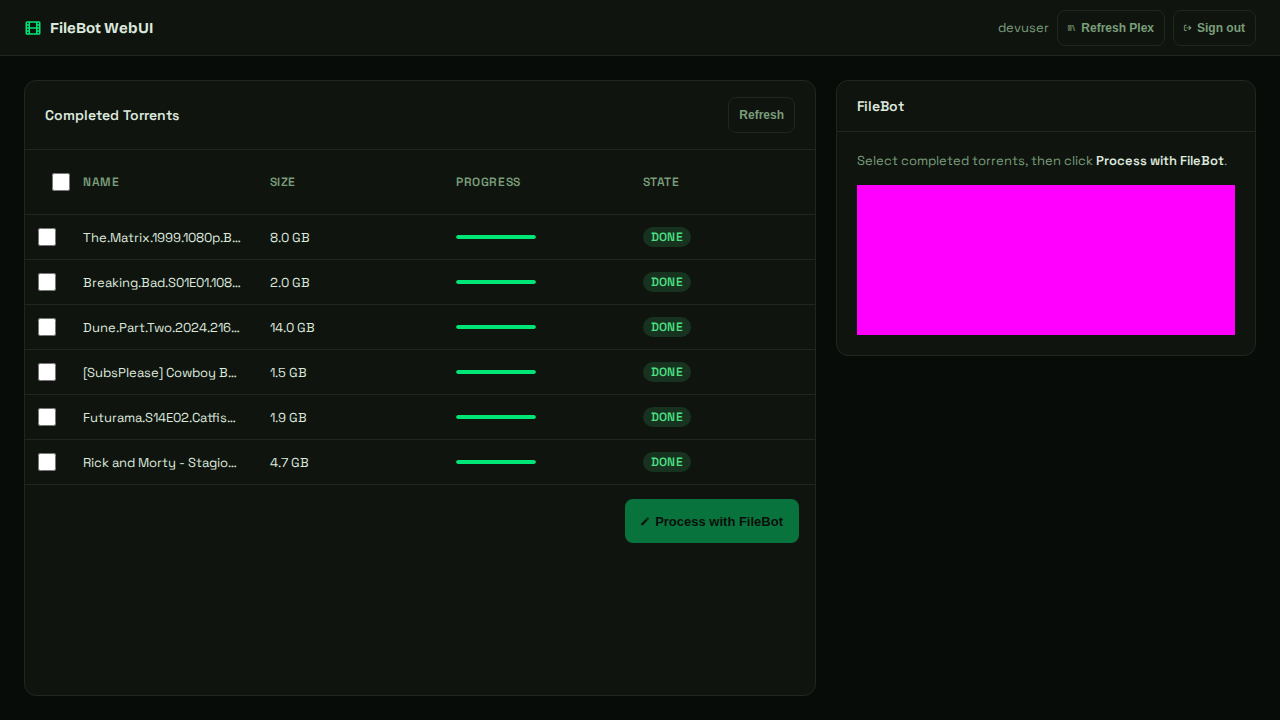 FileBot WebUI
devuser
Refresh Plex
Sign out
Completed Torrents
Refresh
NAME SIZE PROGRESS STATE
The.Matrix.1999.1080p.B... 8.0 GB DONE
Breaking.Bad.S01E01.108... 2.0 GB DONE
Dune.Part.Two.2024.216... 14.0 GB DONE
[SubsPlease] Cowboy B... 1.5 GB DONE
Futurama.S14E02.Catfis... 1.9 GB DONE
Rick and Morty - Stagio... 4.7 GB DONE
Process with FileBot
FileBot
Select completed torrents, then click Process with FileBot.